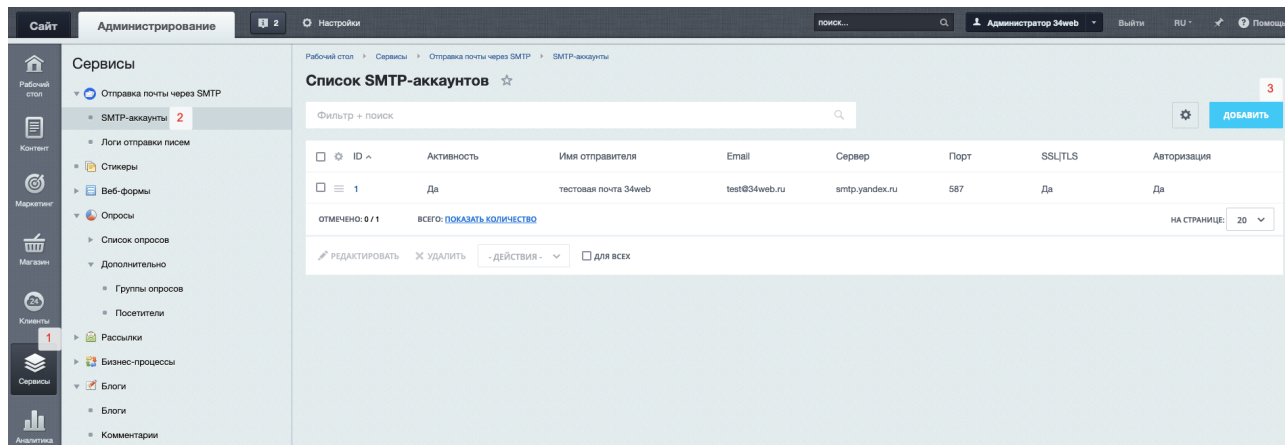 Сайт
Администрирование
2
Настройки
поиск...
Администратор 34web
Выйти
RU
Помощь
Рабочий стол
Контент
Маркетинг
Магазин
24
Клиенты
1
Сервисы
Аналитика
Сервисы
Отправка почты через SMTP
SMTP-аккаунты 2
Логи отправки писем
Стикеры
Веб-формы
Опросы
Список опросов
Дополнительно
Группы опросов
Посетители
Рассылки
Бизнес-процессы
Блоги
Блоги
Комментарии
Рабочий стол Сервисы Отправка почты через SMTP SMTP-аккаунты
Список SMTP-аккаунтов
3
Фильтр + поиск
ДОБАВИТЬ
ID Активность Имя отправителя Email Сервер Порт SSL|TLS Авторизация
1 Да тестовая почта 34web test@34web.ru smtp.yandex.ru 587 Да Да
ОТМЕЧЕНО: 0 / 1 ВСЕГО: ПОКАЗАТЬ КОЛИЧЕСТВО НА СТРАНИЦЕ: 20
РЕДАКТИРОВАТЬ УДАЛИТЬ - ДЕЙСТВИЯ - ДЛЯ ВСЕХ